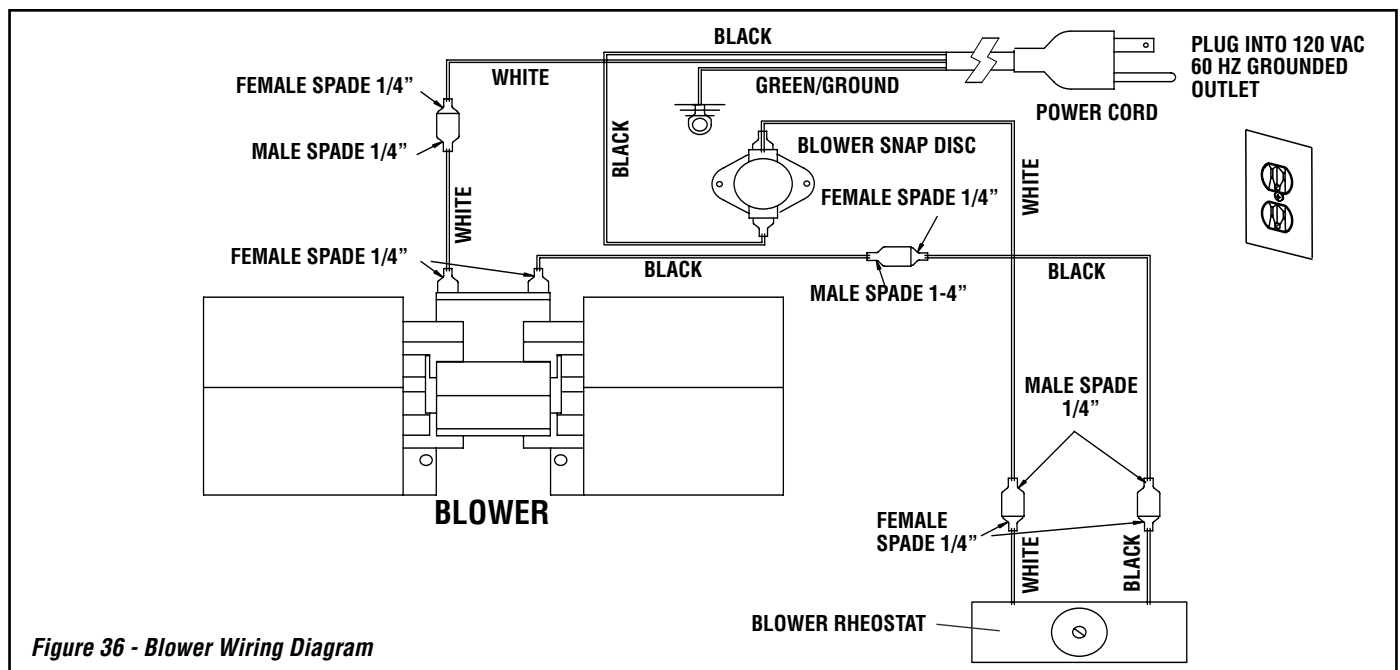 BLACK
WHITE
GREEN/GROUND
PLUG INTO 120 VAC
60 HZ GROUNDED
OUTLET
POWER CORD
FEMALE SPADE 1/4”
MALE SPADE 1/4”
BLACK
BLOWER SNAP DISC
WHITE
WHITE
FEMALE SPADE 1/4”
FEMALE SPADE 1/4”
BLACK
BLACK
MALE SPADE 1-4”
MALE SPADE
1/4”
BLOWER
FEMALE
SPADE 1/4”
WHITE
BLACK
BLOWER RHEOSTAT
Figure 36 - Blower Wiring Diagram